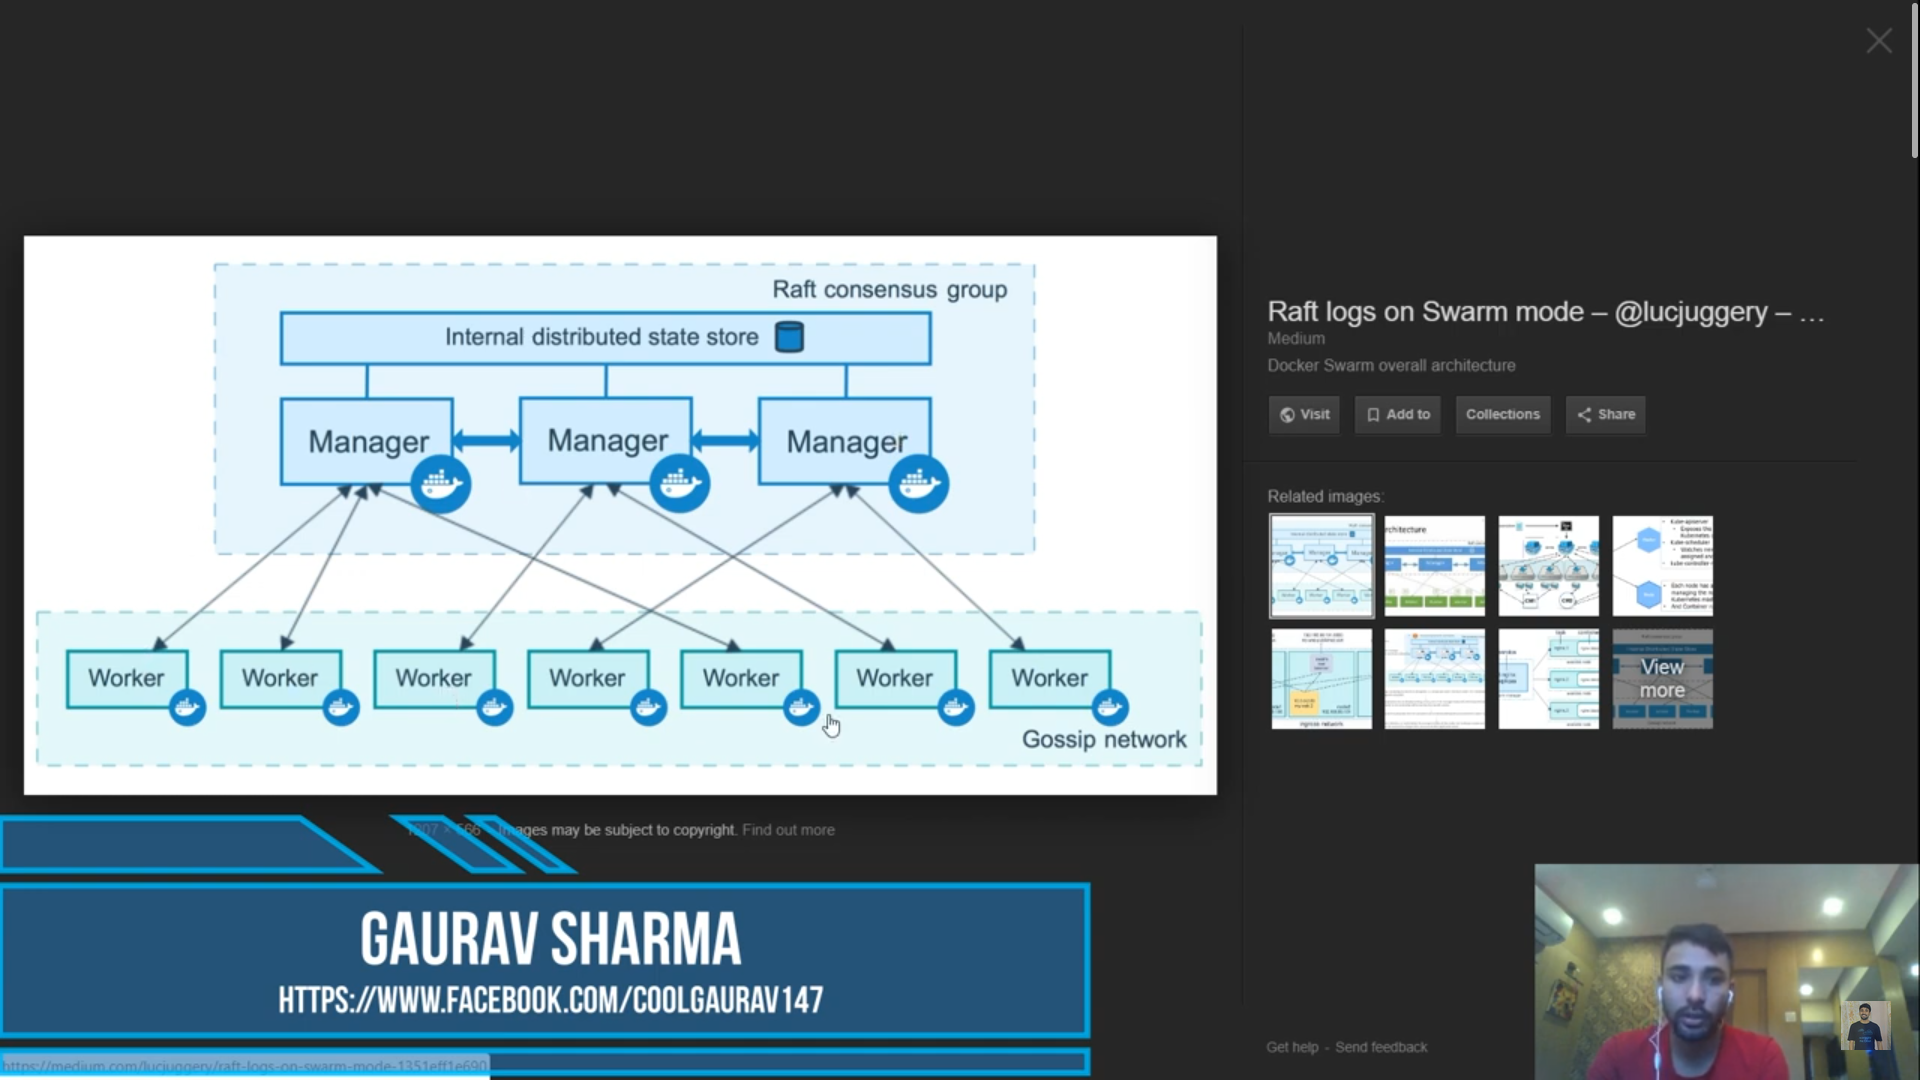 Raft consensus group
Internal distributed state store
Manager
Manager
Manager
Worker
Worker
Worker
Worker
Worker
Worker
Worker
Gossip network
Images may be subject to copyright. Find out more
Raft logs on Swarm mode – @lucjuggery – …
Medium
Docker Swarm overall architecture
Visit
Add to
Collections
Share
Related images:
View
more
GAURAV SHARMA
HTTPS://WWW.FACEBOOK.COM/COOLGAURAV147
https://medium.com/lucjuggery/raft-logs-on-swarm-mode-1351eff1e690
Get help - Send feedback